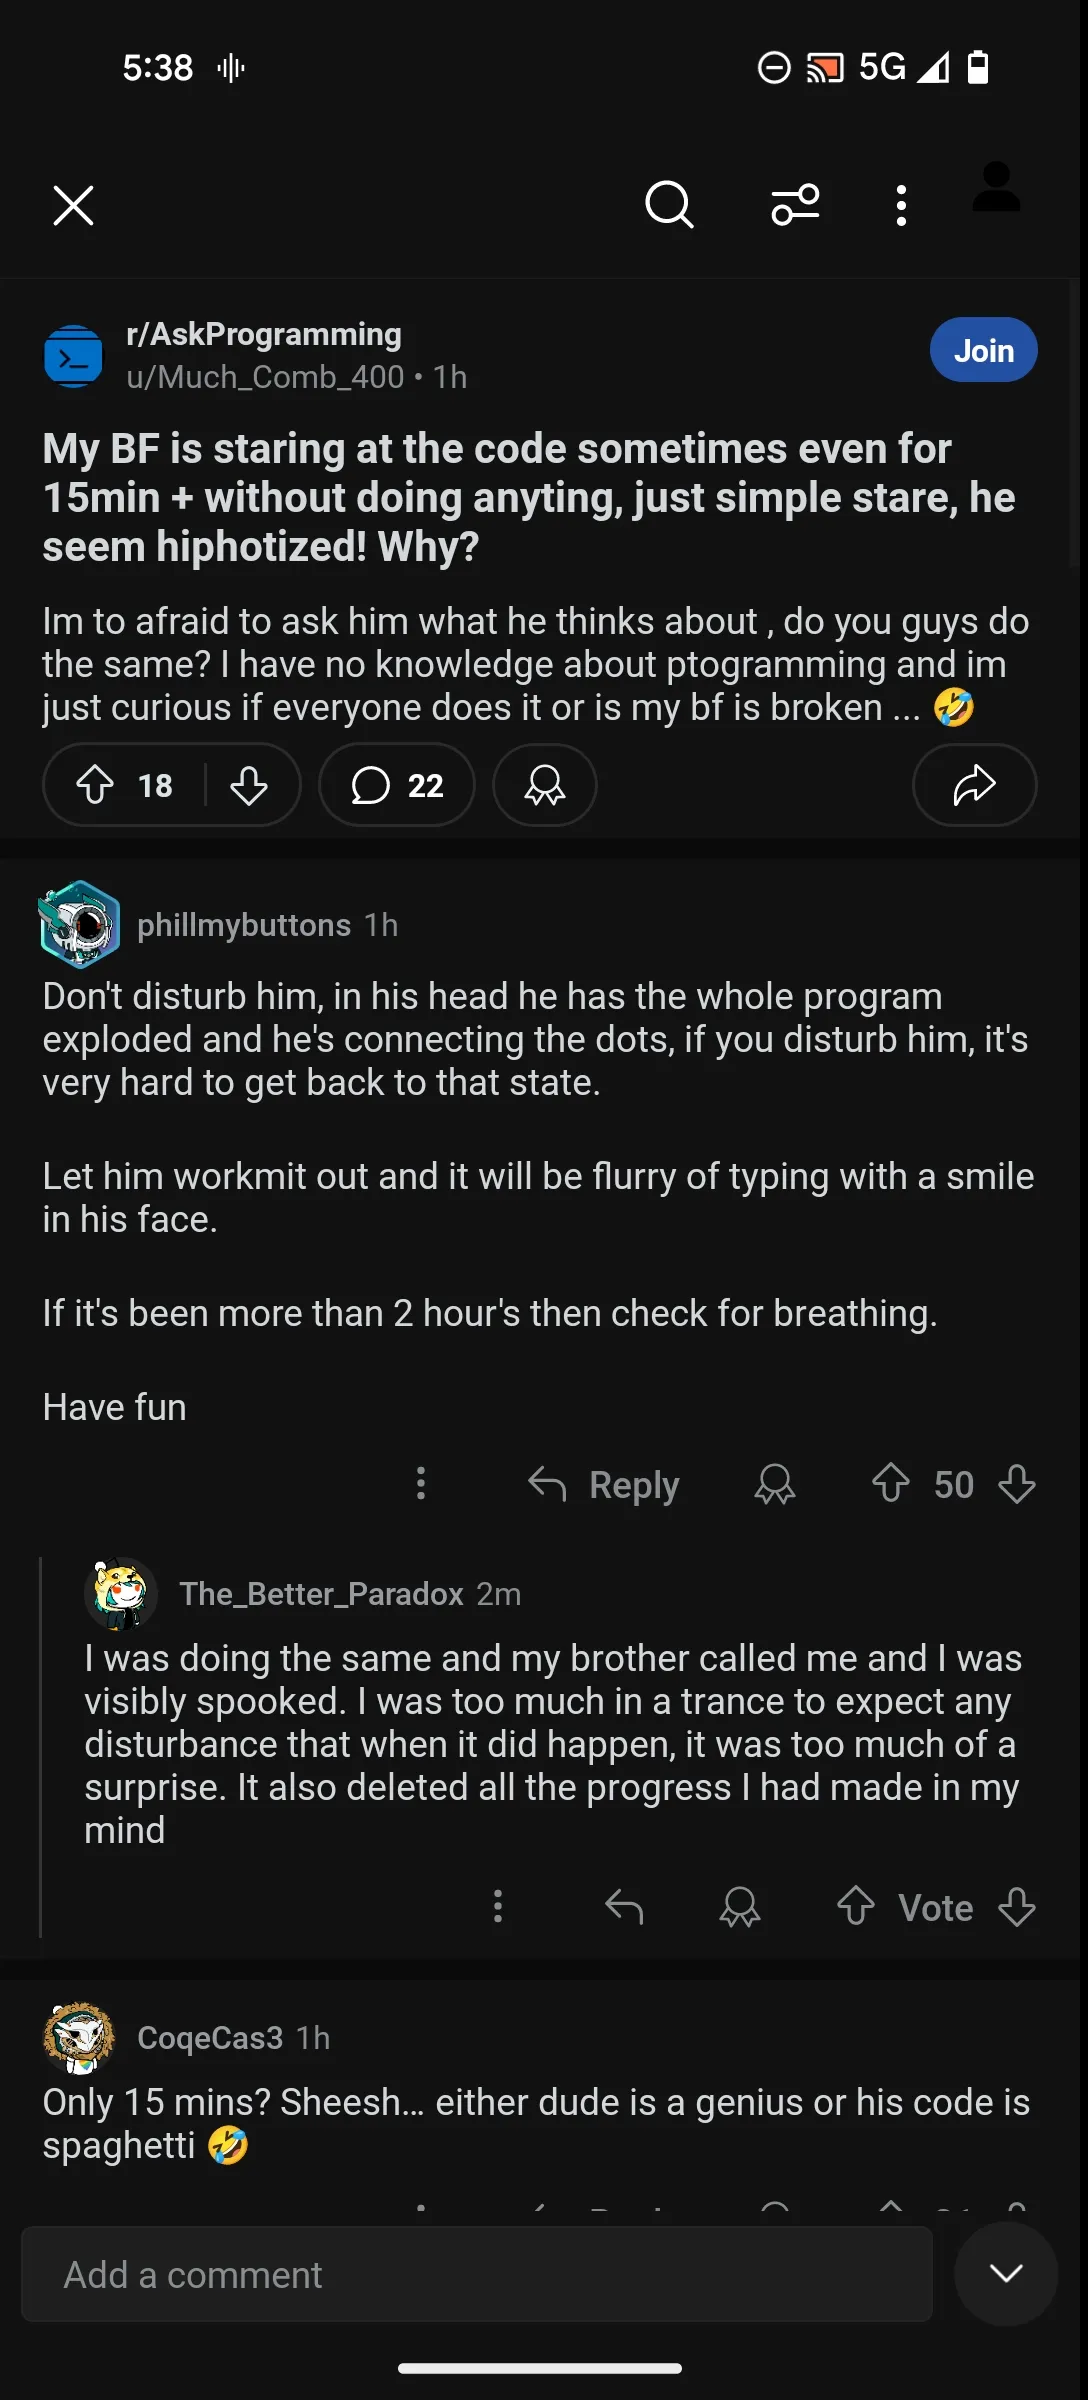 5:38
5G
r/AskProgramming
u/Much_Comb_400 • 1h
Join
My BF is staring at the code sometimes even for
15min + without doing anyting, just simple stare, he
seem hiphotized! Why?
Im to afraid to ask him what he thinks about , do you guys do
the same? I have no knowledge about ptogramming and im
just curious if everyone does it or is my bf is broken ... 🤣
18
22
phillmybuttons 1h
Don't disturb him, in his head he has the whole program
exploded and he's connecting the dots, if you disturb him, it's
very hard to get back to that state.
Let him workmit out and it will be flurry of typing with a smile
in his face.
If it's been more than 2 hour's then check for breathing.
Have fun
Reply
50
The_Better_Paradox 2m
I was doing the same and my brother called me and I was
visibly spooked. I was too much in a trance to expect any
disturbance that when it did happen, it was too much of a
surprise. It also deleted all the progress I had made in my
mind
Vote
CoqeCas3 1h
Only 15 mins? Sheesh… either dude is a genius or his code is
spaghetti 🤣
Add a comment